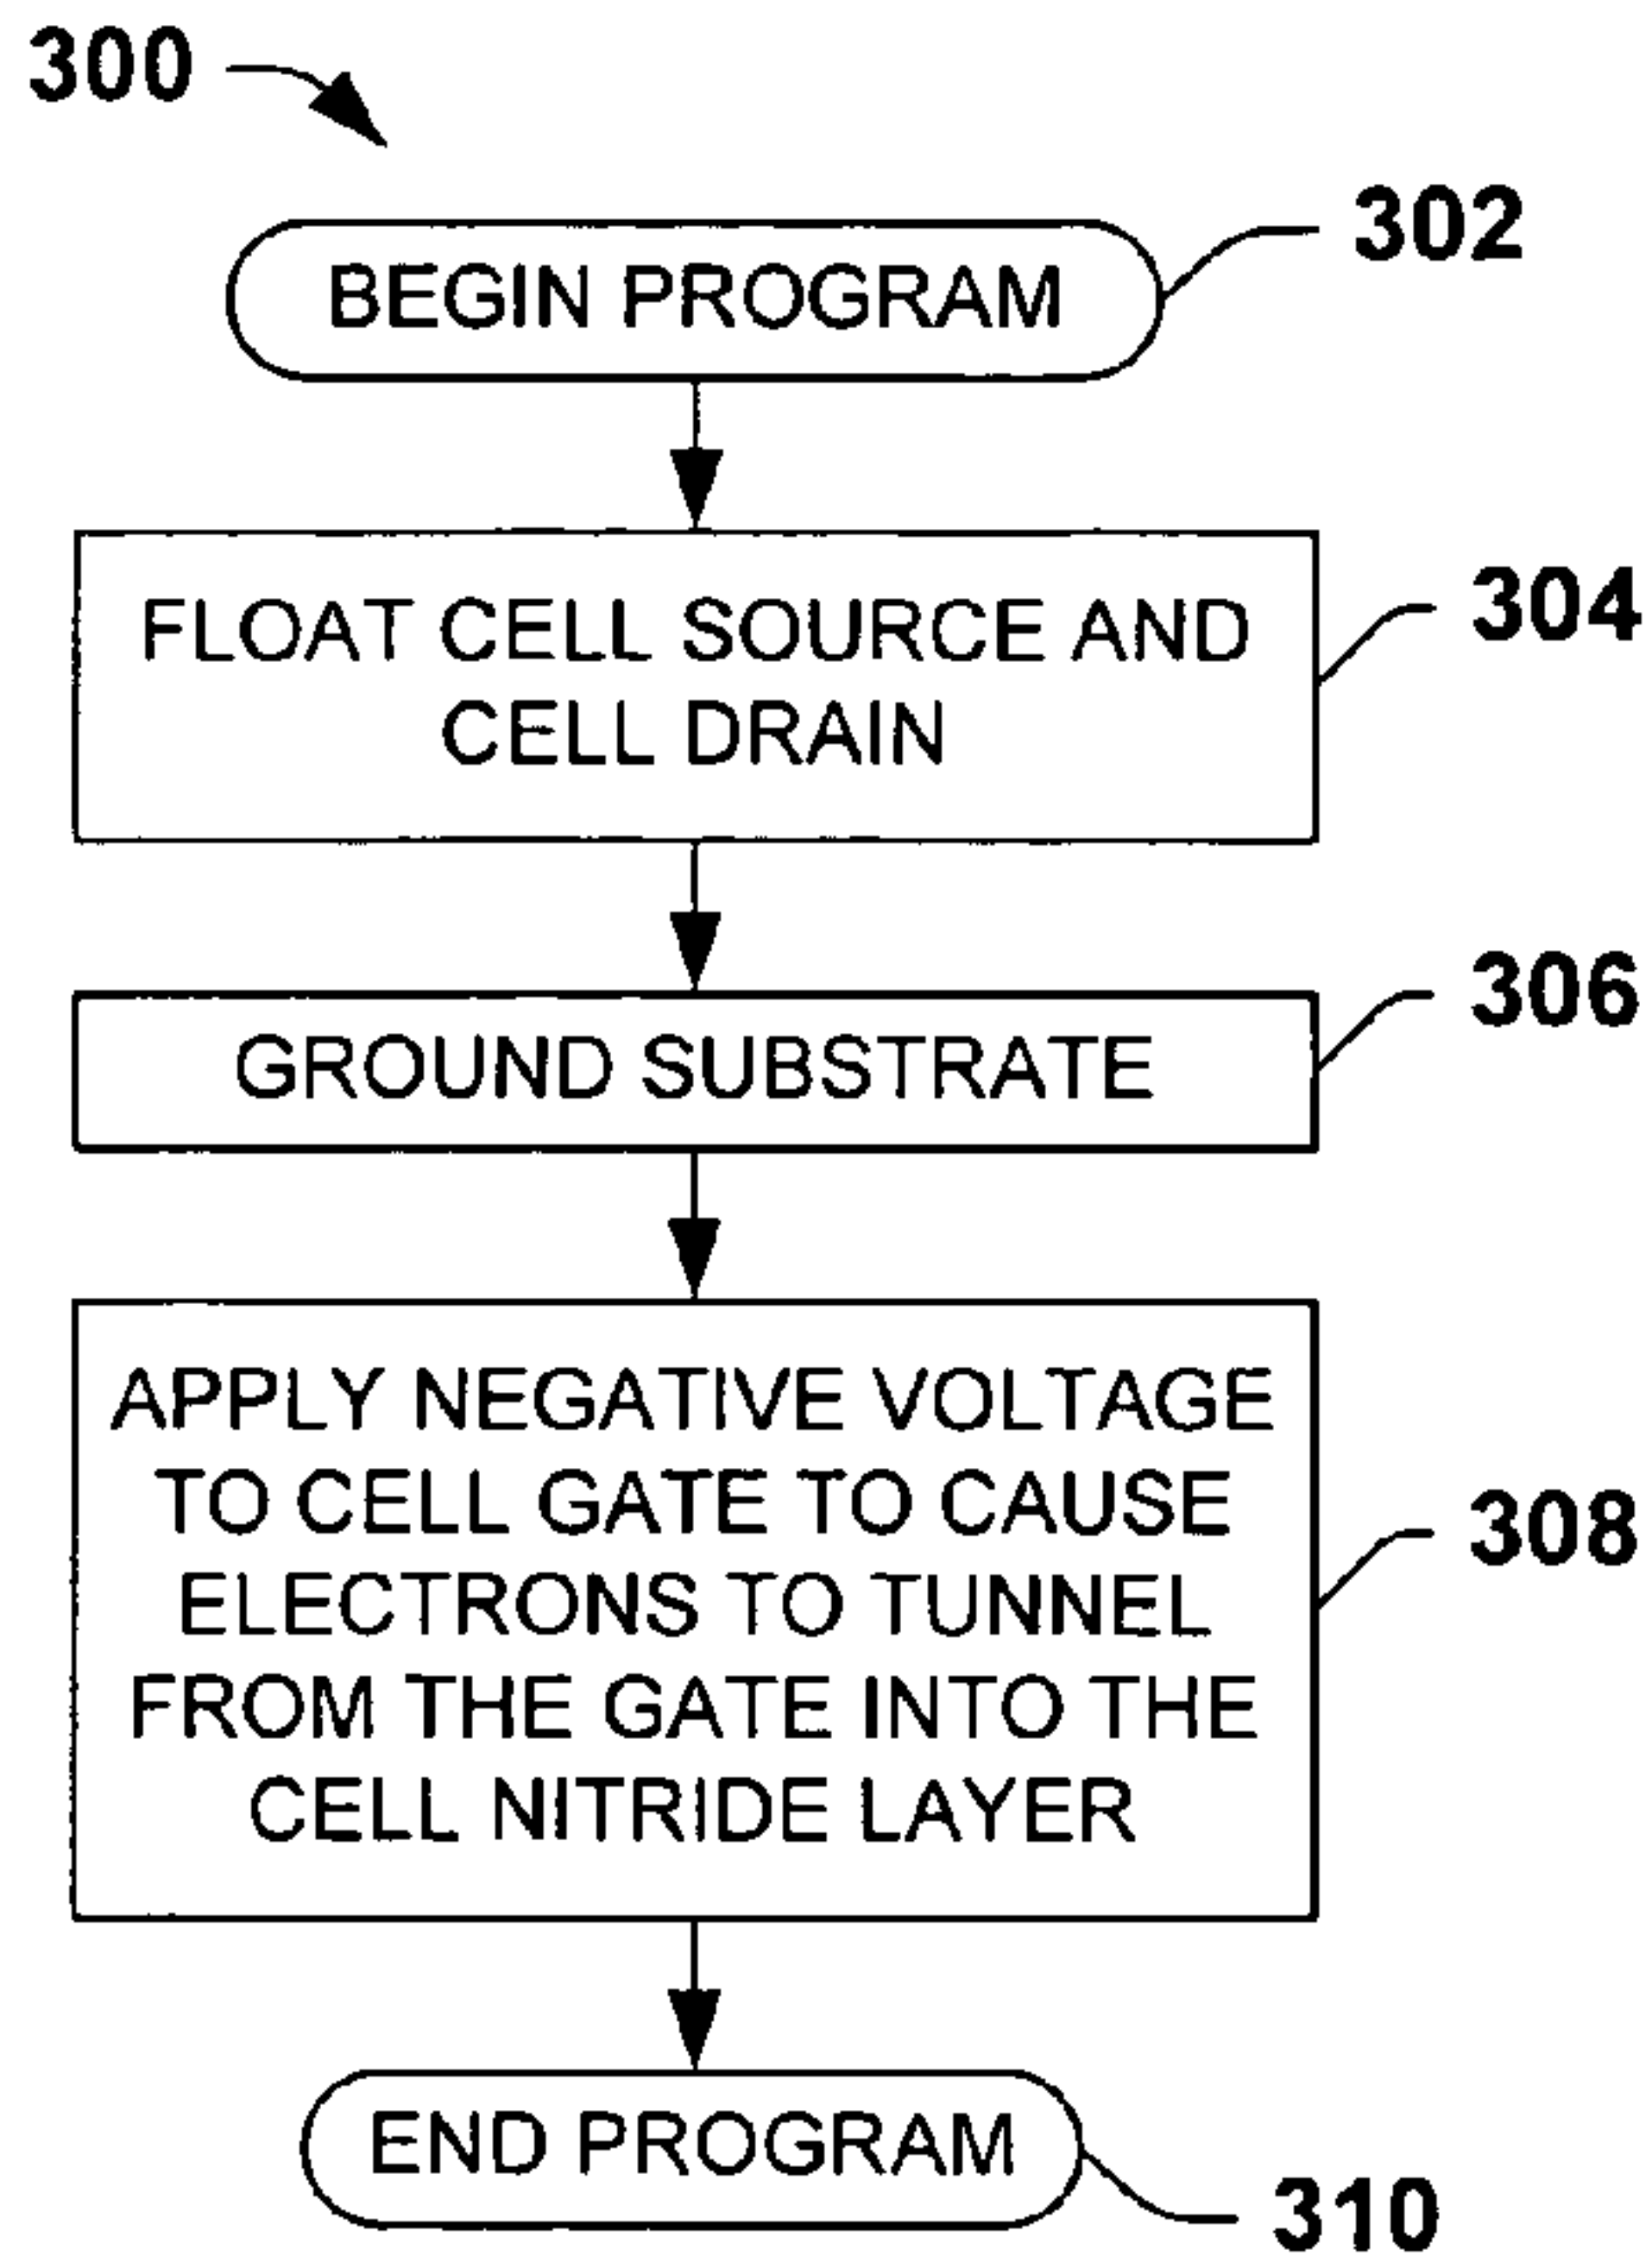 300
302
BEGIN PROGRAM
304
FLOAT CELL SOURCE AND
CELL DRAIN
306
GROUND SUBSTRATE
APPLY NEGATIVE VOLTAGE
TO CELL GATE TO CAUSE
308
ELECTRONS TO TUNNEL
FROM THE GATE INTO THE
CELL NITRIDE LAYER
END PROGRAM
310